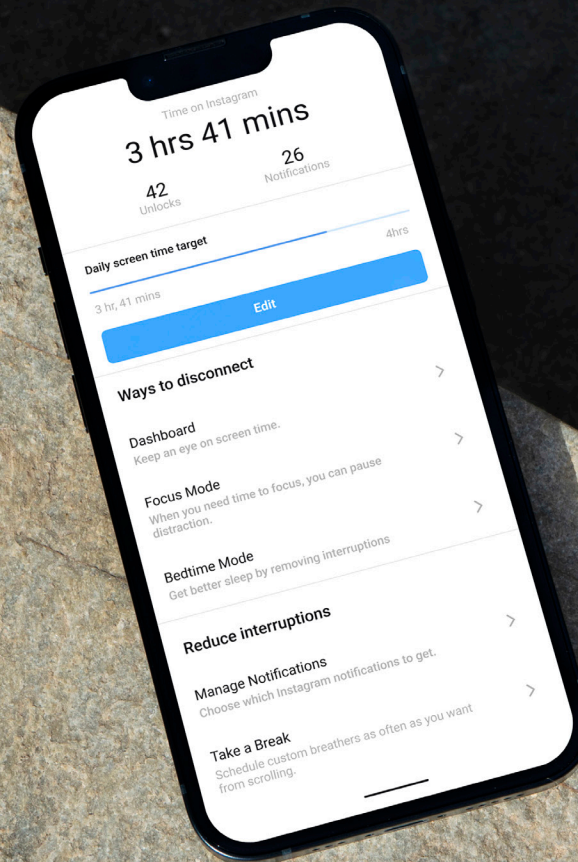 Time on Instagram
3 hrs 41 mins
42 26
Unlocks Notifications
Daily screen time target
3 hr, 41 mins 4hrs
Edit
Ways to disconnect
Dashboard
Keep an eye on screen time.
Focus Mode
When you need time to focus, you can pause
distraction.
Bedtime Mode
Get better sleep by removing interruptions
Reduce interruptions
Manage Notifications
Choose which Instagram notifications to get.
Take a Break
Schedule custom breathers as often as you want
from scrolling.